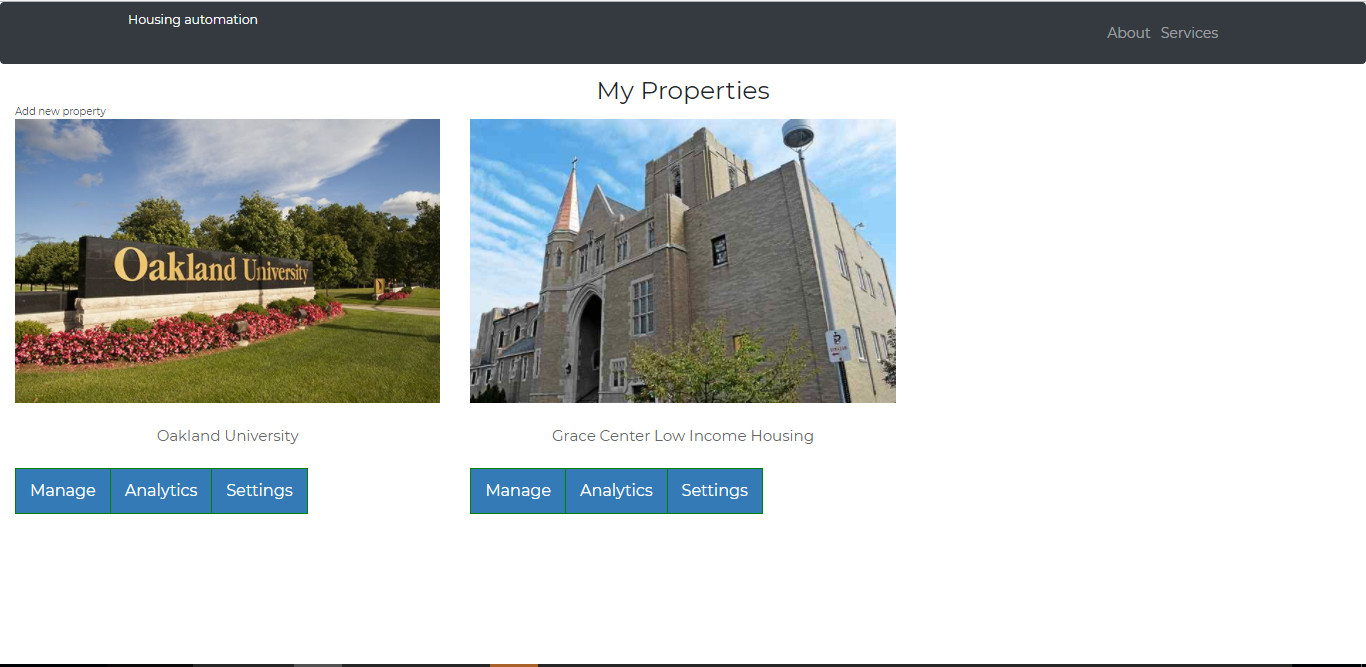 Housing automation
About Services
My Properties
Add new property
Oakland University
Oakland University
Grace Center Low Income Housing
Manage Analytics Settings
Manage Analytics Settings